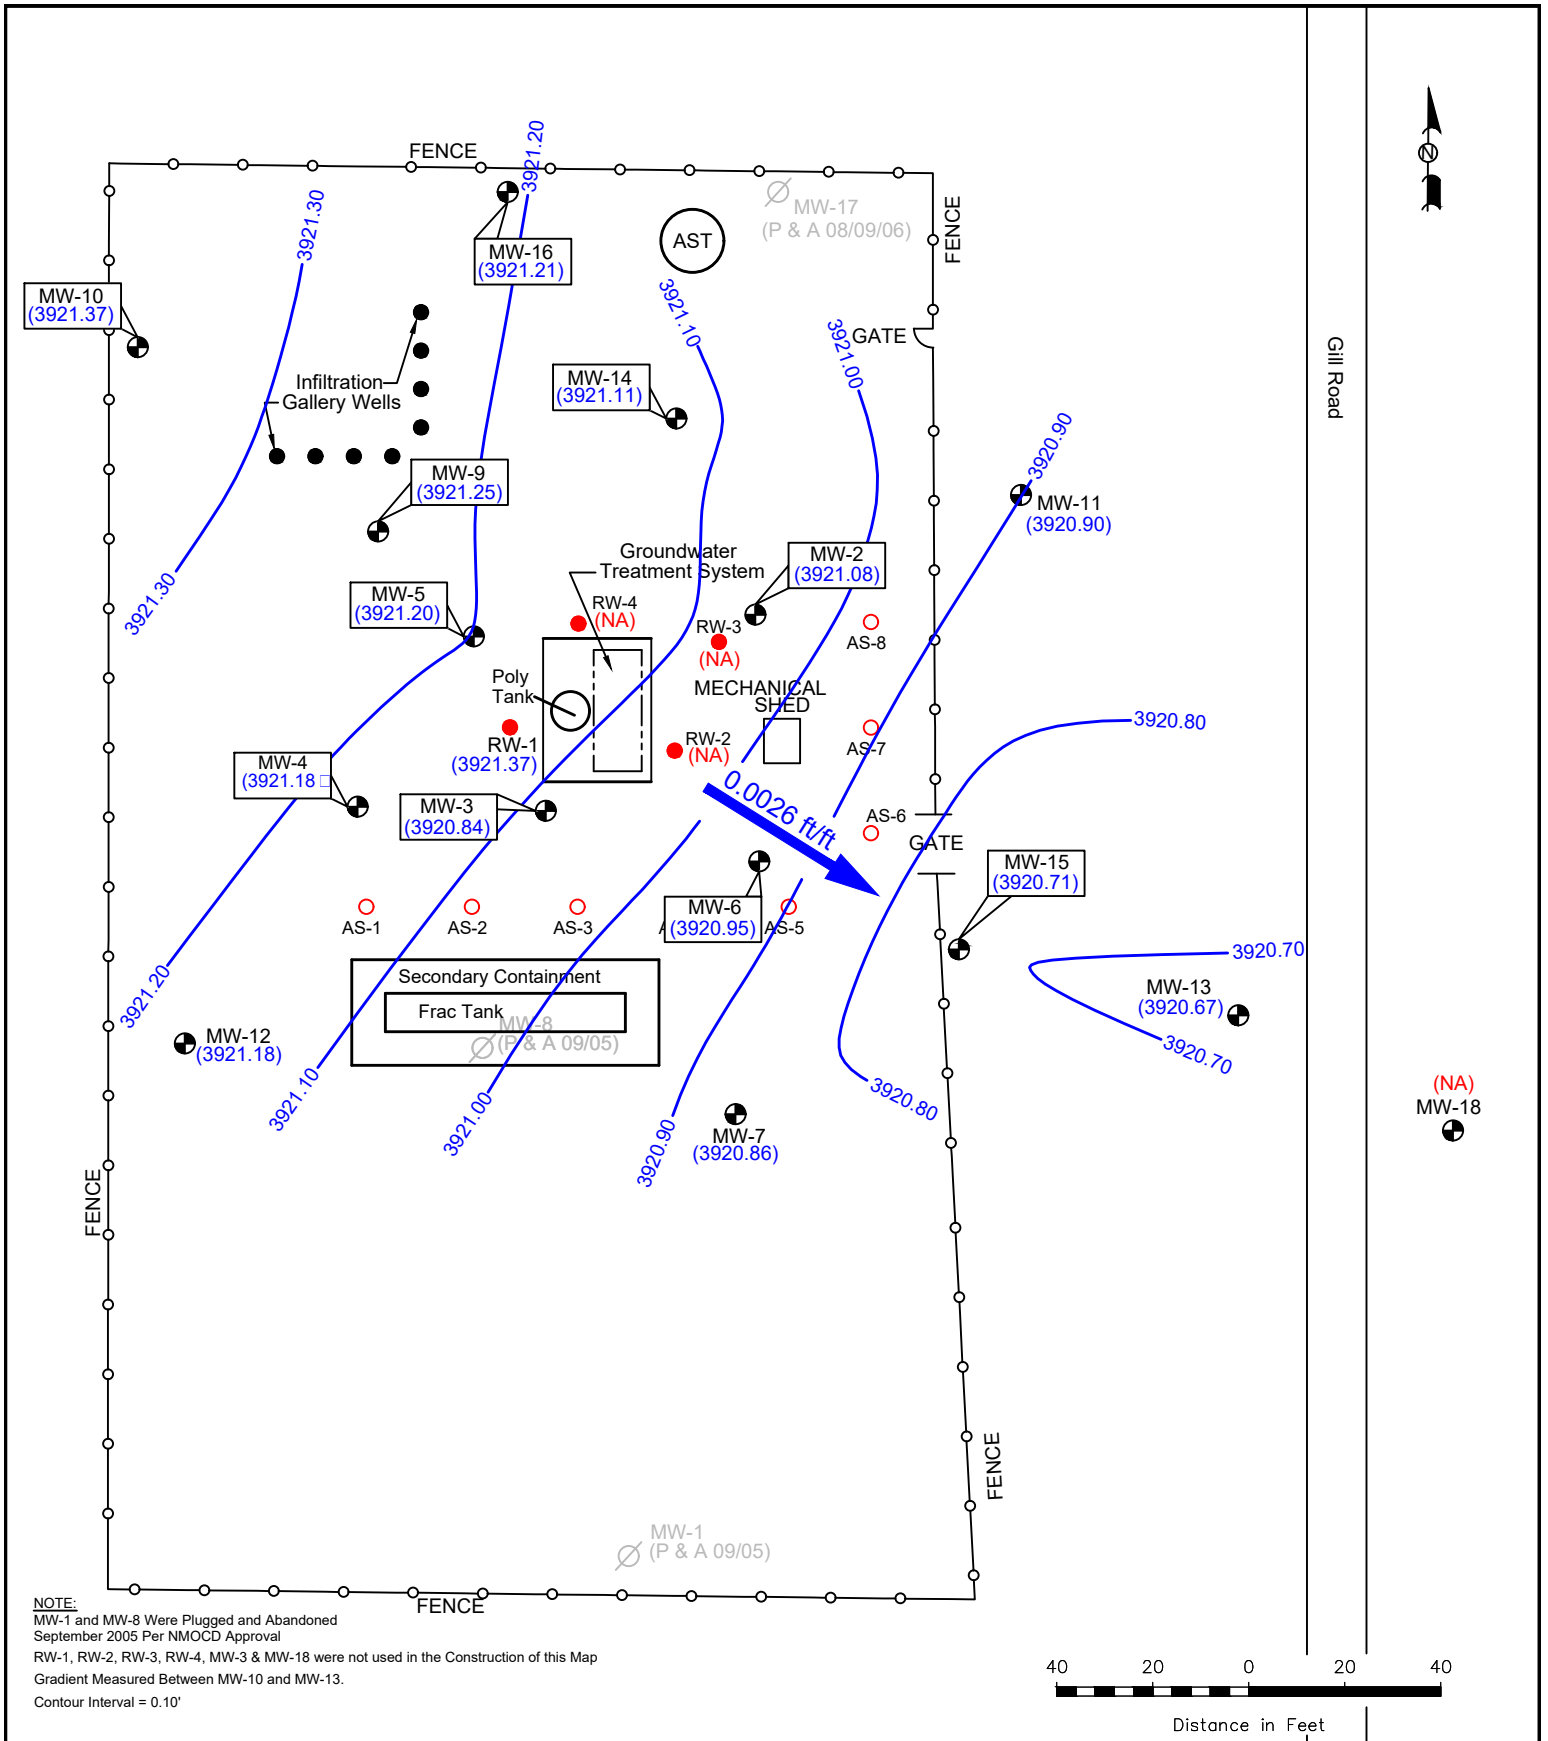 FENCE
3921.20
3921.30
MW-17
(P & A 08/09/06)
FENCE
N
AST
MW-16
(3921.21)
MW-10
(3921.37)
3921.10
3921.00
GATE
Gill Road
Infiltration
Gallery Wells
MW-14
(3921.11)
3920.90
MW-9
(3921.25)
MW-11
(3920.90)
Groundwater
Treatment System
MW-2
(3921.08)
3921.30
MW-5
(3921.20)
RW-4
(NA)
RW-3
(NA)
AS-8
Poly
Tank
MECHANICAL
SHED
3920.80
RW-1
(3921.37)
RW-2
(NA)
AS-7
MW-4
(3921.18
MW-3
(3920.84)
0.0026 ft/ft
AS-6
GATE
MW-15
(3920.71)
MW-6
(3920.95)
AS-1
AS-2
AS-3
AS-5
3920.70
Secondary Containment
Frac Tank
MW-8
(P & A 09/05)
MW-13
(3920.67)
3921.20
MW-12
(3921.18)
3920.70
3921.10
3921.00
3920.80
(NA)
MW-18
3920.90
MW-7
(3920.86)
FENCE
FENCE
MW-1
(P & A 09/05)
FENCE
NOTE:
MW-1 and MW-8 Were Plugged and Abandoned
September 2005 Per NMOCD Approval
RW-1, RW-2, RW-3, RW-4, MW-3 & MW-18 were not used in the Construction of this Map
Gradient Measured Between MW-10 and MW-13.
Contour Interval = 0.10'
40 20 0 20 40
Distance in Feet